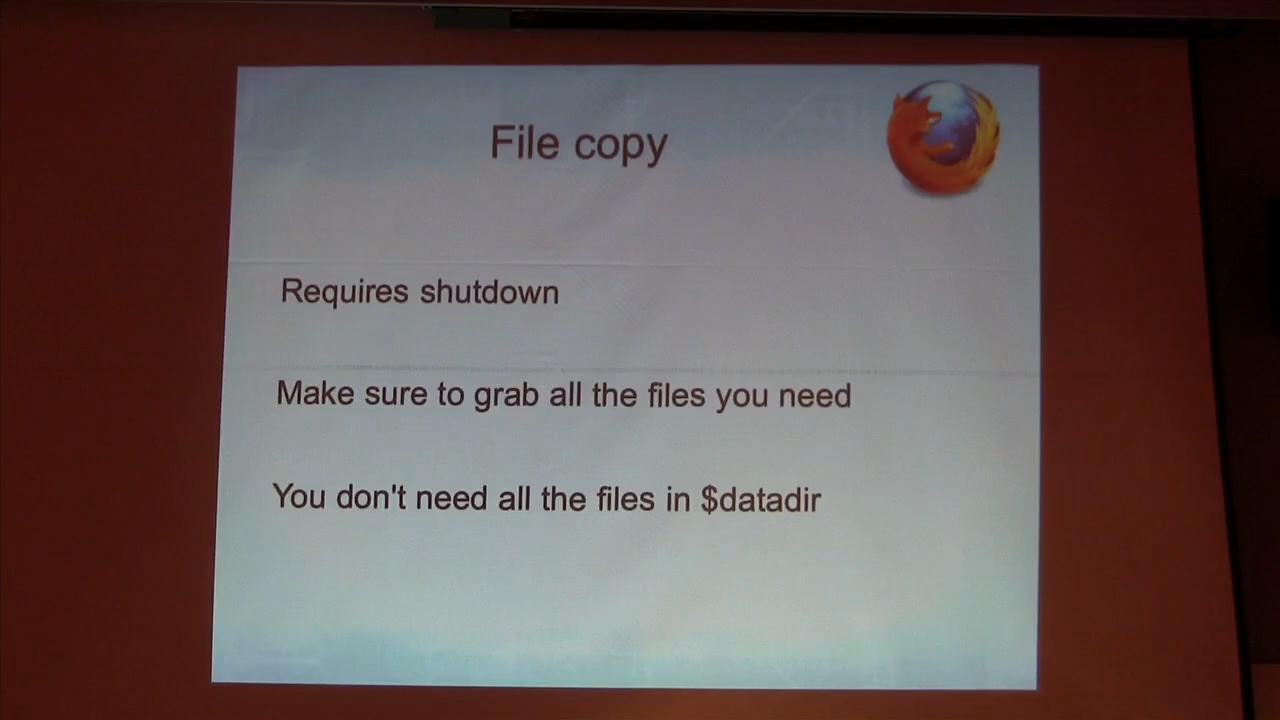 File copy
Requires shutdown
Make sure to grab all the files you need
You don't need all the files in $datadir